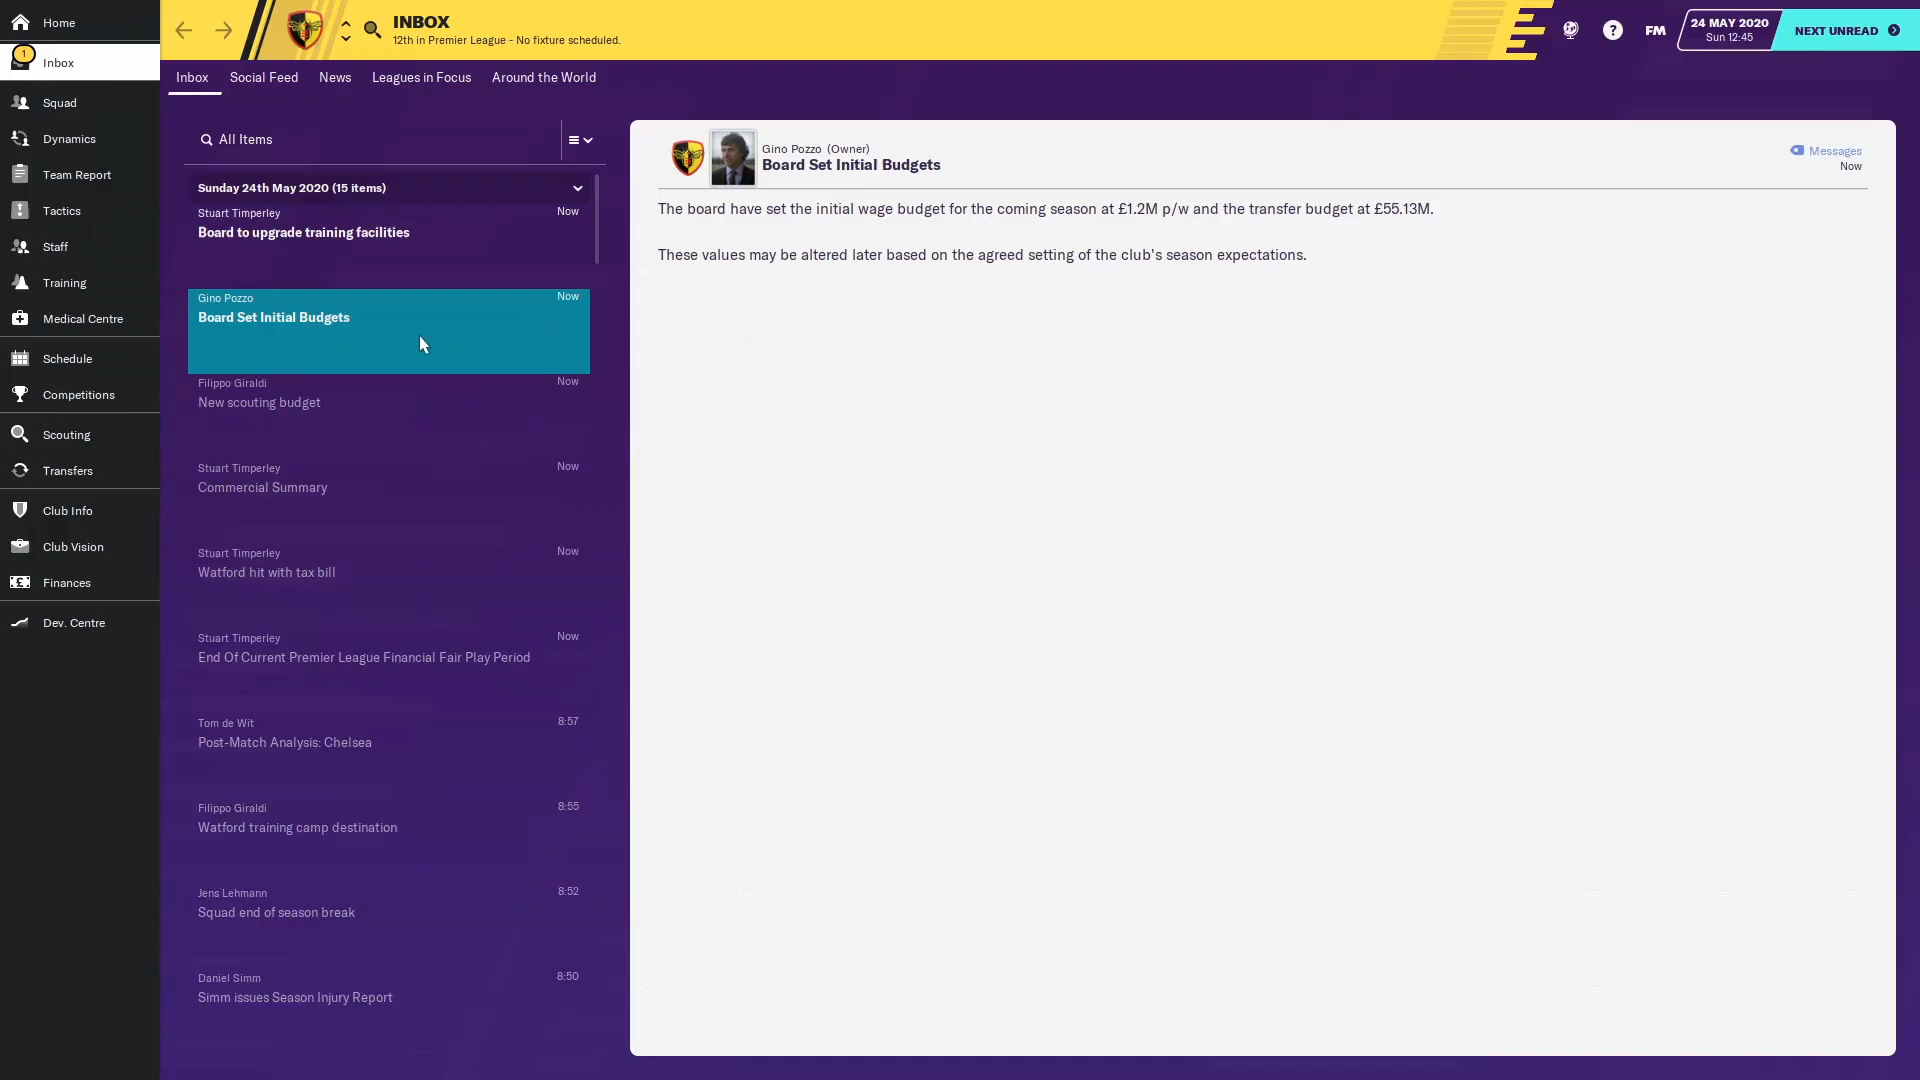 Home
1
Inbox
Squad
Dynamics
Team Report
Tactics
Staff
Training
Medical Centre
Schedule
Competitions
Scouting
Transfers
Club Info
Club Vision
Finances
Dev. Centre
INBOX
12th in Premier League - No fixture scheduled.
?
FM
24 MAY 2020
Sun 12:45
NEXT UNREAD
Inbox Social Feed News Leagues in Focus Around the World
All Items
Sunday 24th May 2020 (15 items)
Stuart Timperley Now
Board to upgrade training facilities
Gino Pozzo Now
Board Set Initial Budgets
Filippo Giraldi Now
New scouting budget
Stuart Timperley Now
Commercial Summary
Stuart Timperley Now
Watford hit with tax bill
Stuart Timperley Now
End Of Current Premier League Financial Fair Play Period
Tom de Wit 8:57
Post-Match Analysis: Chelsea
Filippo Giraldi 8:55
Watford training camp destination
Jens Lehmann 8:52
Squad end of season break
Daniel Simm 8:50
Simm issues Season Injury Report
Gino Pozzo (Owner)
Board Set Initial Budgets
Messages
Now
The board have set the initial wage budget for the coming season at £1.2M p/w and the transfer budget at £55.13M.
These values may be altered later based on the agreed setting of the club's season expectations.